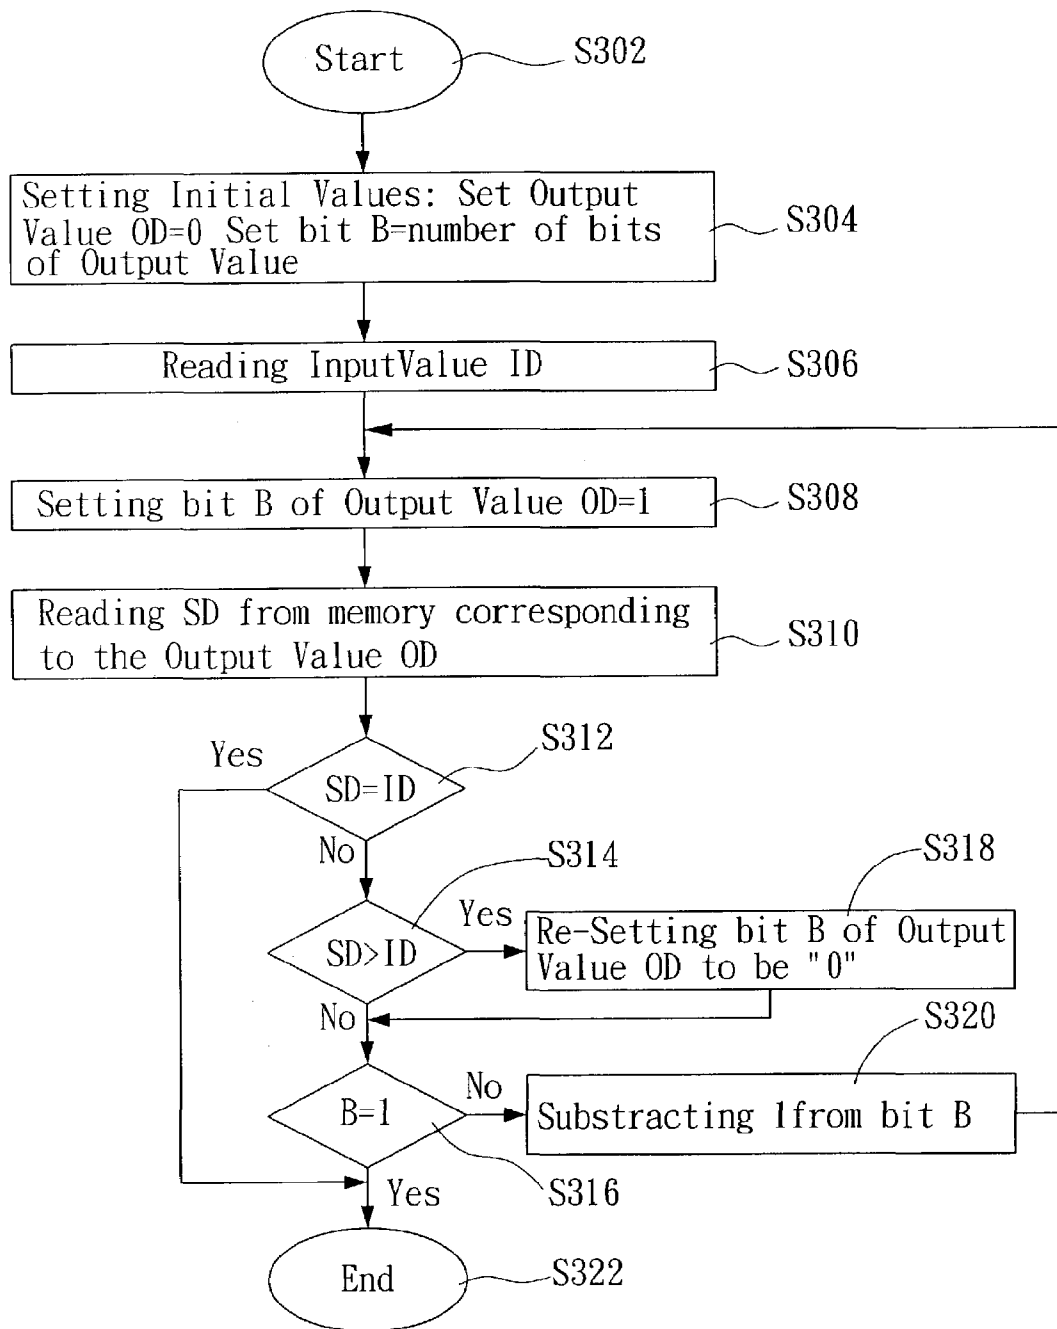 Start
S302
Setting Initial Values: Set Output
Value OD=0 Set bit B=number of bits
of Output Value
S304
Reading InputValue ID
S306
Setting bit B of Output Value OD=1
S308
Reading SD from memory corresponding
to the Output Value OD
S310
Yes
SD=ID
S312
No
S314
SD>ID
Yes
S318
Re-Setting bit B of Output
Value OD to be "0"
No
S320
B=1
No
Substracting 1from bit B
S316
Yes
End
S322